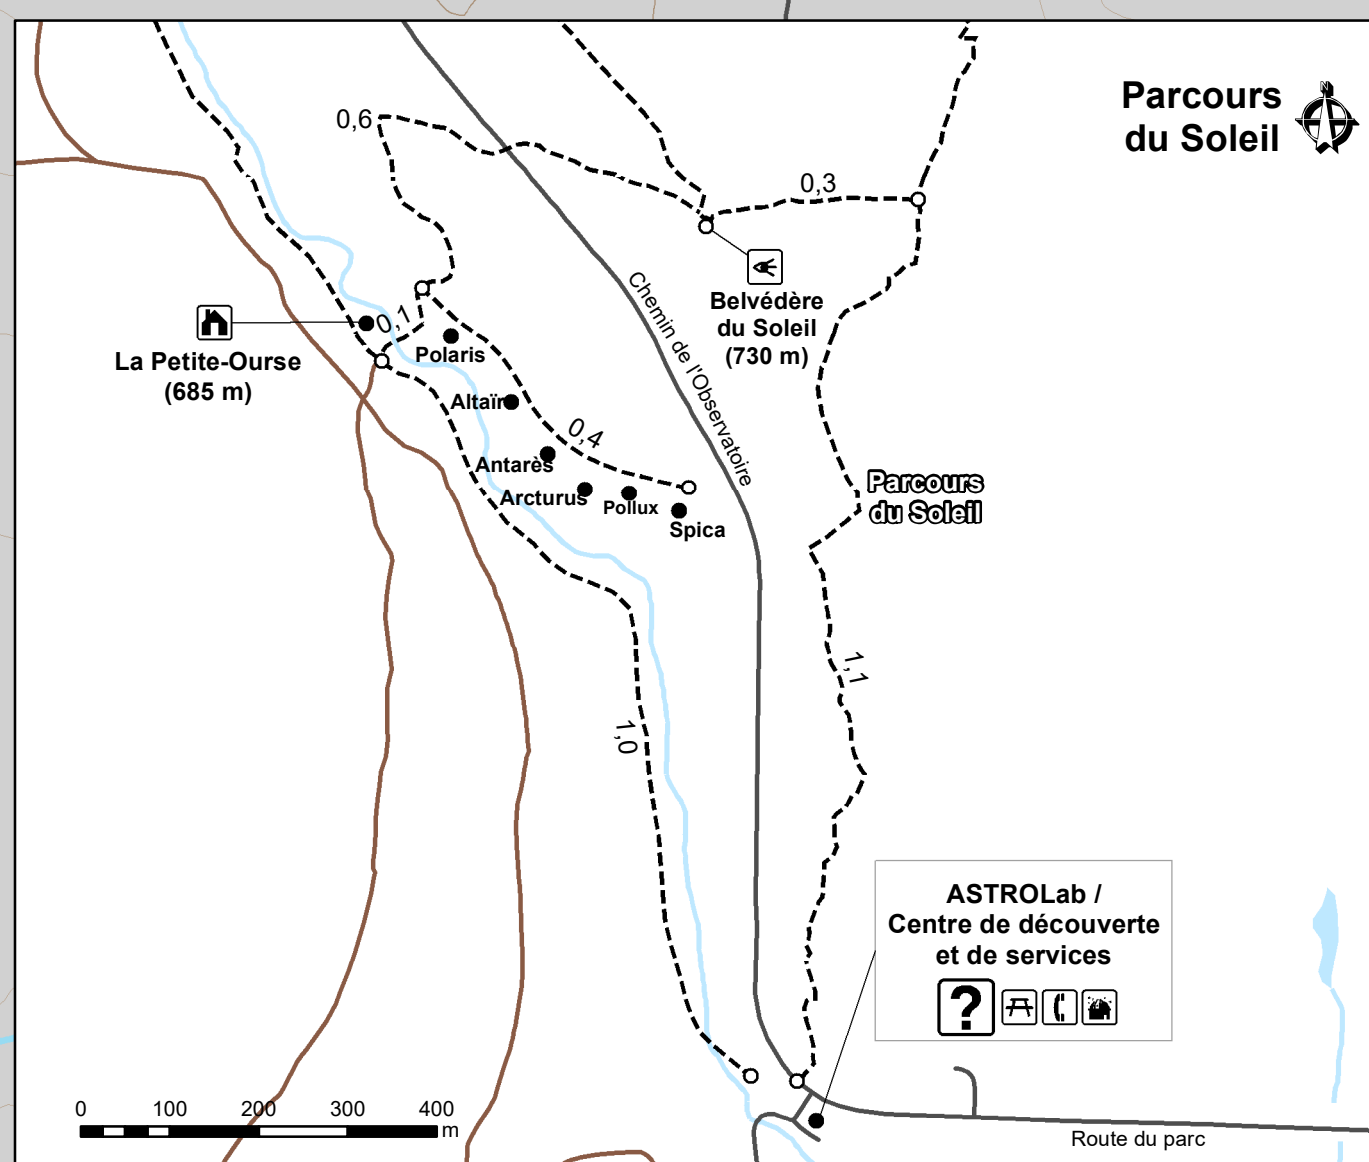 Parcours
du Soleil
N
0,6
0,3
Belvédère
du Soleil
(730 m)
Chemin de l'Observatoire
0,1
La Petite-Ourse
(685 m)
Polaris
Altaïr
0,4
Antarès
Arcturus
Pollux
Spica
Parcours
du Soleil
1,1
1,0
ASTROLab /
Centre de découverte
et de services
?
0 100 200 300 400
m
Route du parc